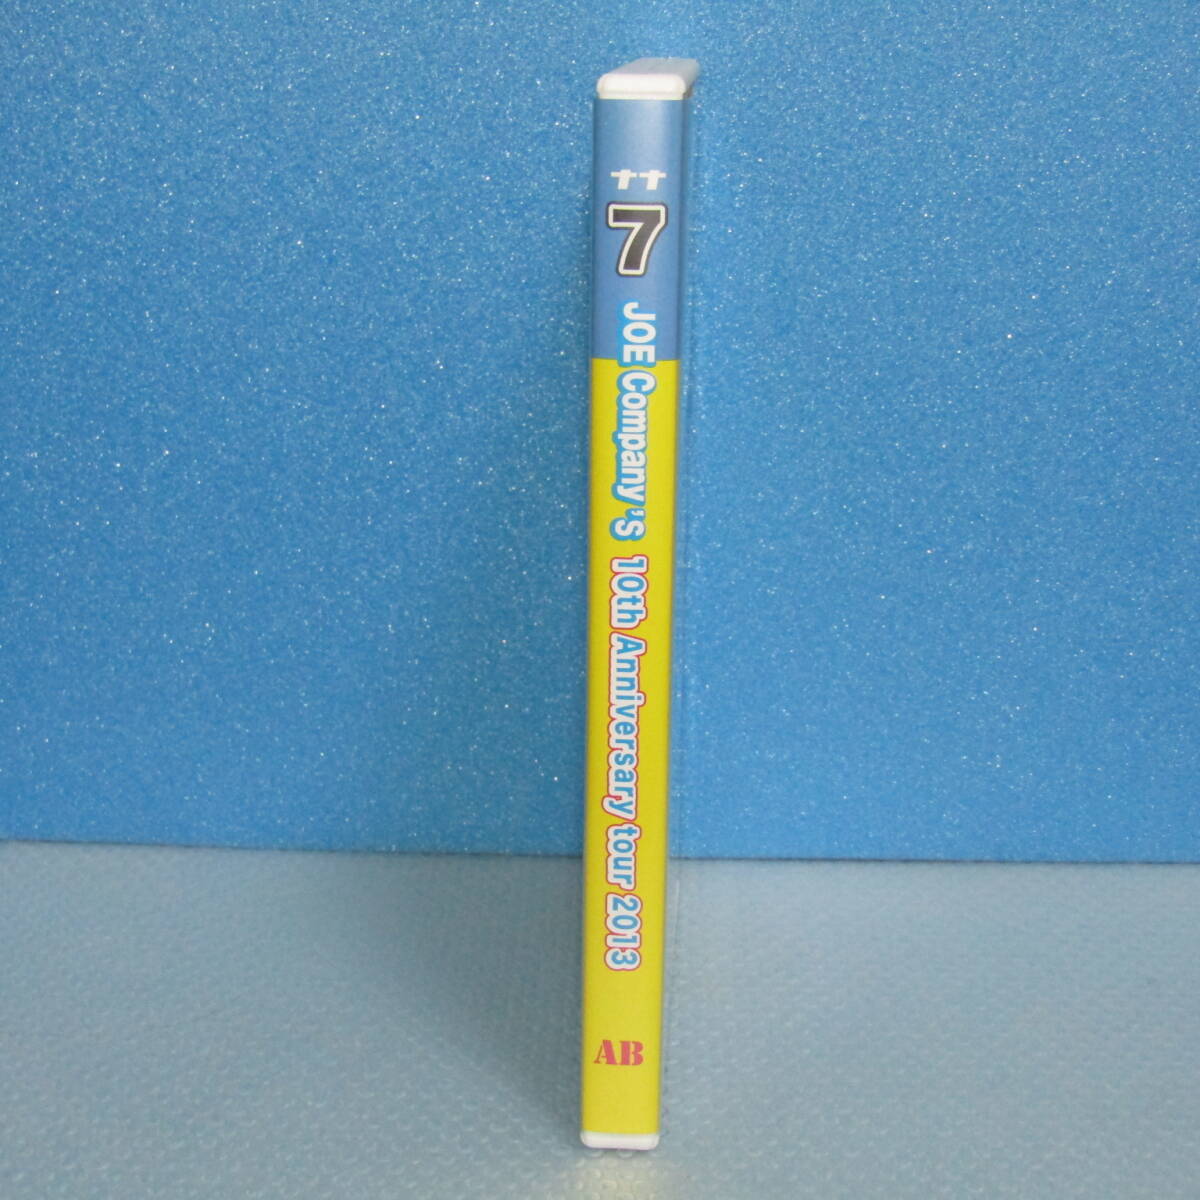 ナナ
7
JOE Company'S 10th Anniversary tour 2013
AB